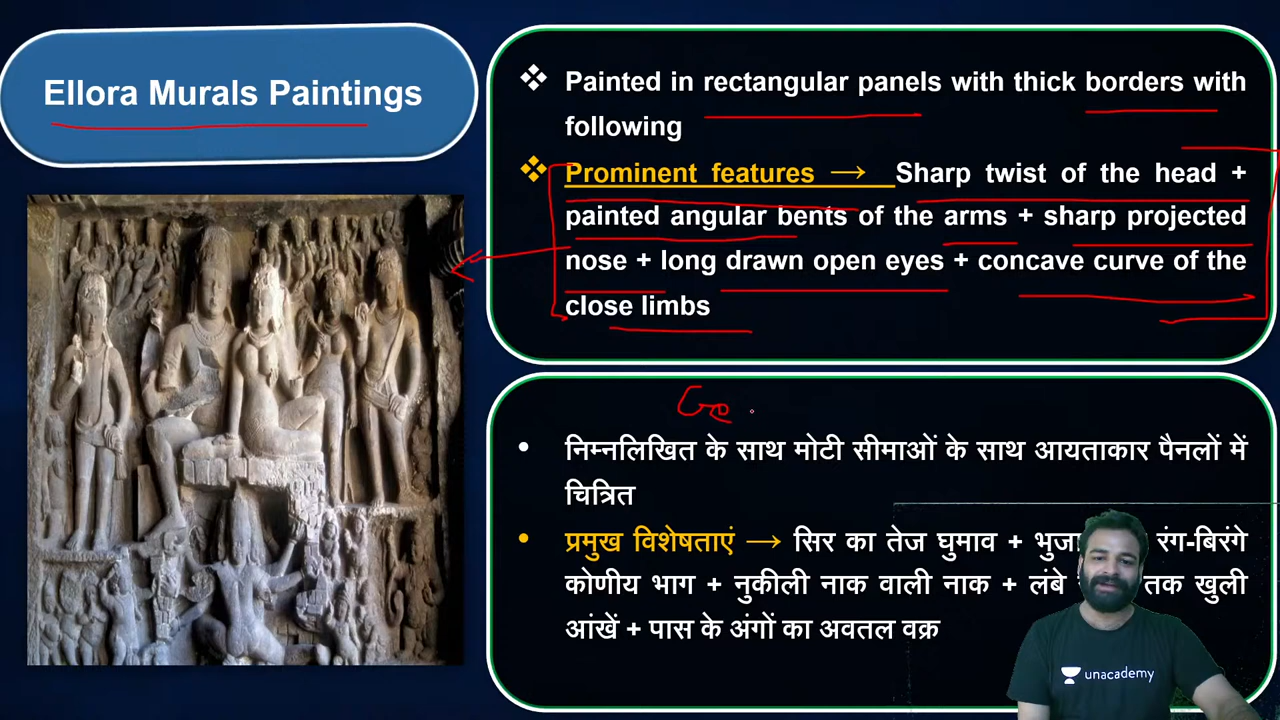 Ellora Murals Paintings
❖ Painted in rectangular panels with thick borders with
following
❖ Prominent features → Sharp twist of the head +
painted angular bents of the arms + sharp projected
nose + long drawn open eyes + concave curve of the
close limbs
Ge
• निम्नलिखित के साथ मोटी सीमाओं के साथ आयताकार पैनलों में
चित्रित
• प्रमुख विशेषताएं → सिर का तेज घुमाव + रंग-बिरंगे
कोणीय भाग + नुकीली नाक वाली नाक + लंबे तक खुली
आंखें + पास के अंगों का अवतल वक्र
unacademy